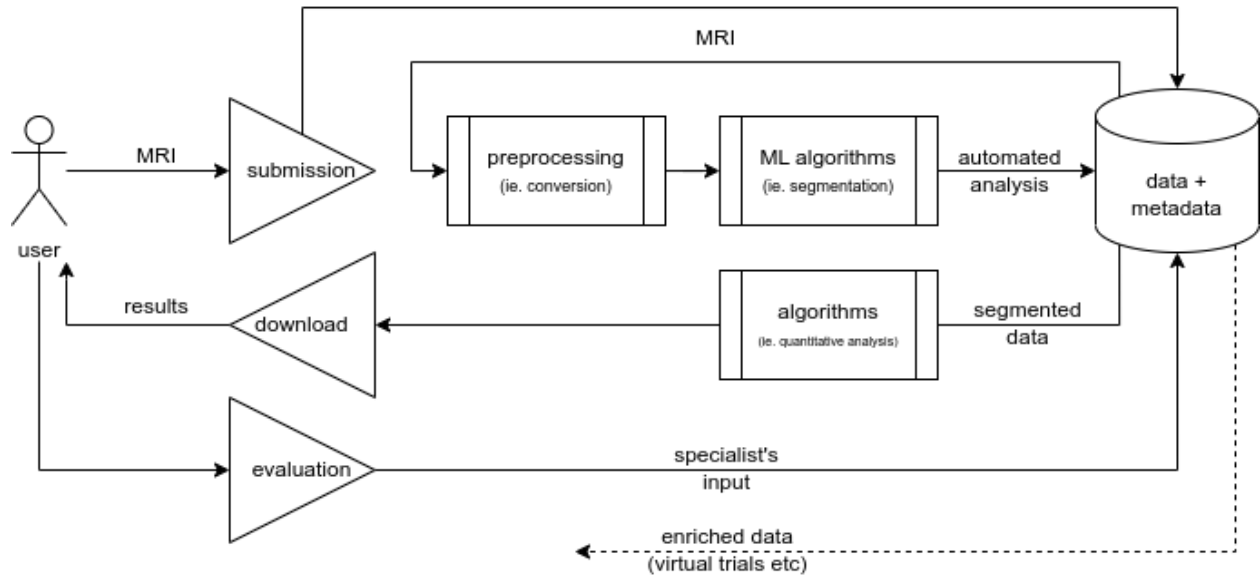 MRI
MRI
submission
preprocessing
(ie. conversion)
ML algorithms
(ie. segmentation)
automated
analysis
data +
metadata
user
results
download
algorithms
(ie. quantitative analysis)
segmented
data
evaluation
specialist's
input
enriched data
(virtual trials etc)